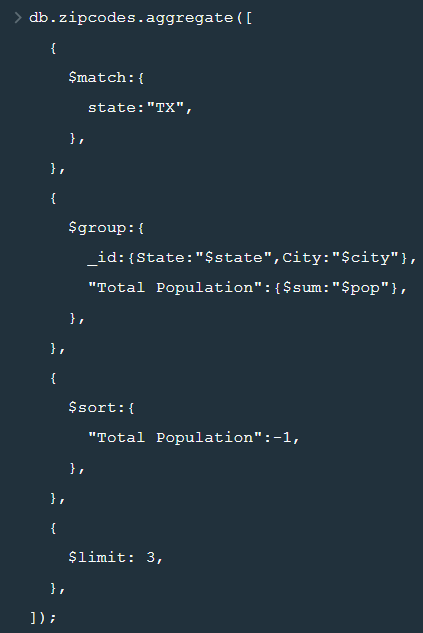 > db.zipcodes.aggregate([
{
$match:{
state:"TX",
},
},
{
$group:{
_id:{State:"$state",City:"$city"},
"Total Population":{$sum:"$pop"},
},
},
{
$sort:{
"Total Population":-1,
},
},
{
$limit: 3,
},
]);